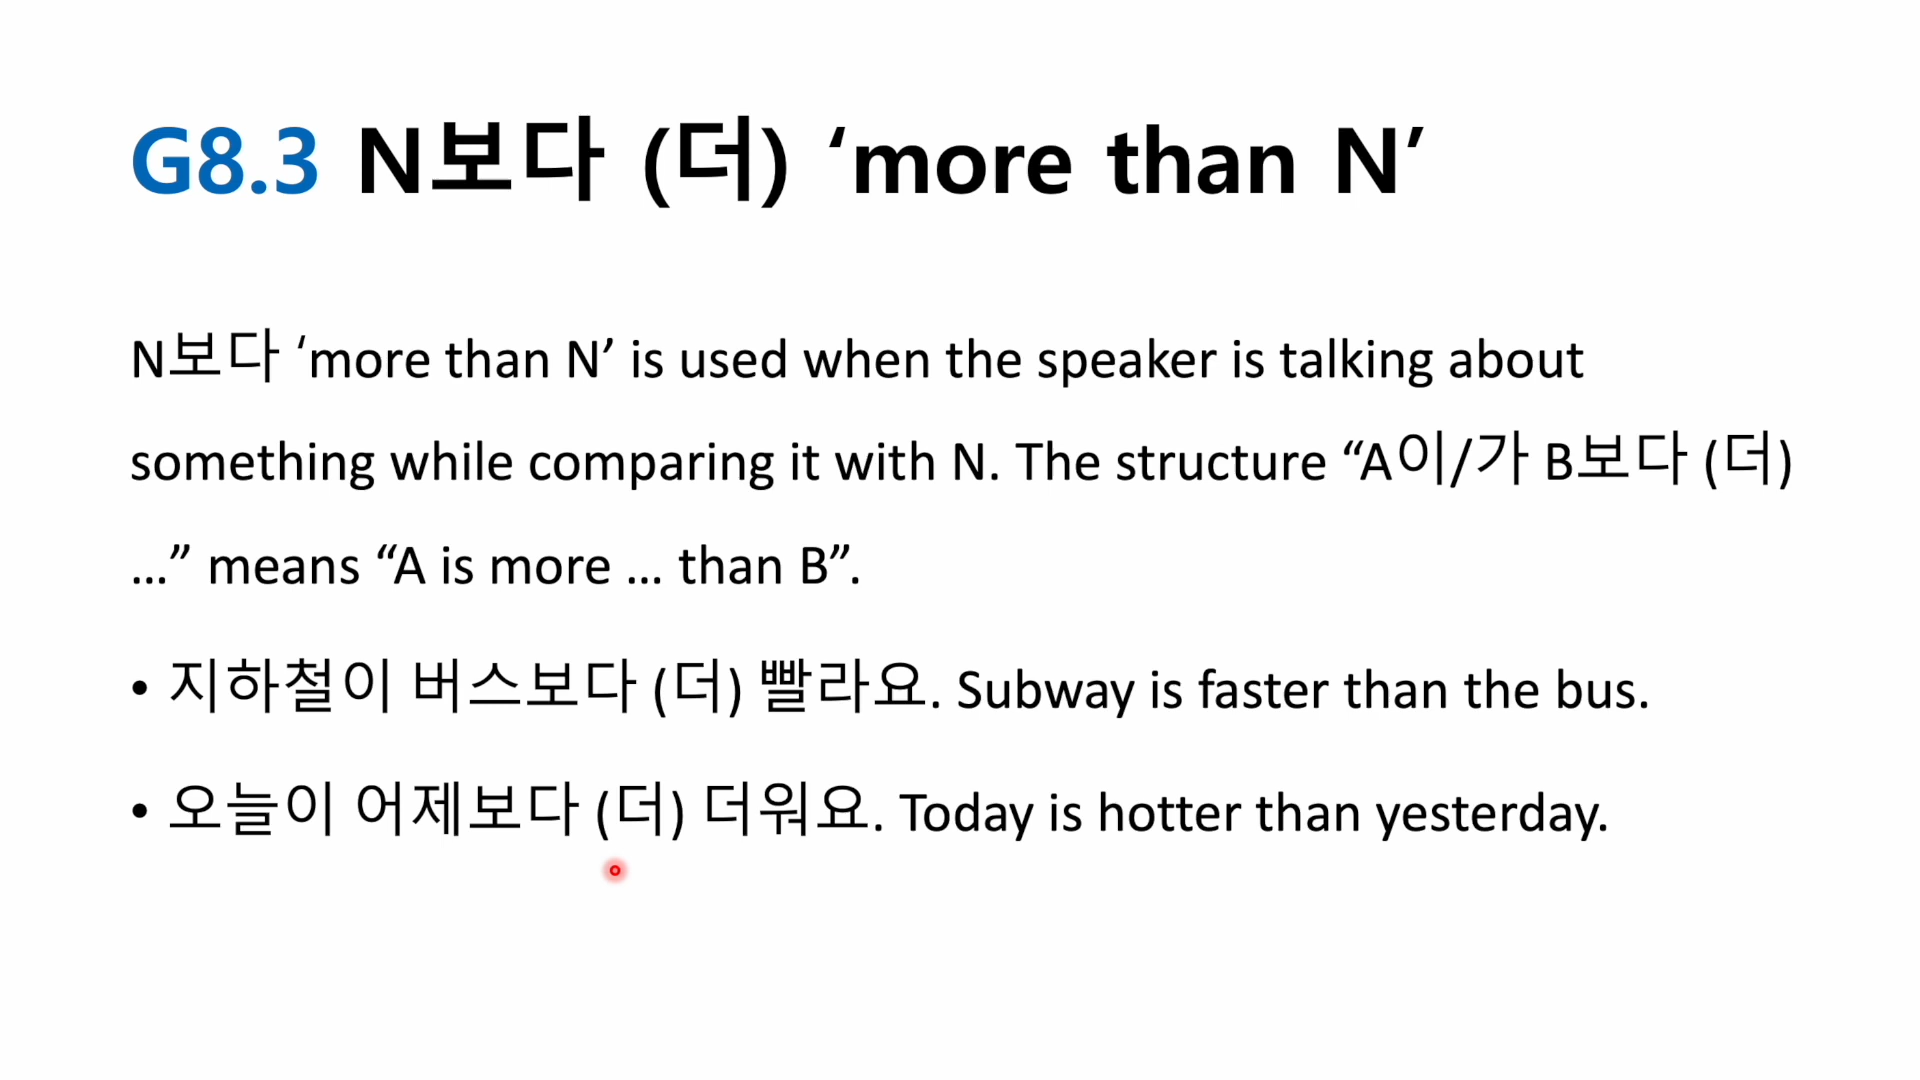 G8.3 N보다 (더) ‘more than N’
N보다 ‘more than N’ is used when the speaker is talking about
something while comparing it with N. The structure “A이/가 B보다 (더)
…” means “A is more … than B”.
• 지하철이 버스보다 (더) 빨라요. Subway is faster than the bus.
• 오늘이 어제보다 (더) 더워요. Today is hotter than yesterday.